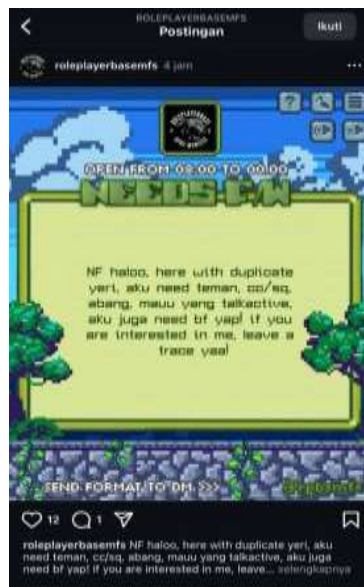 ROLEPLAYERBASEMFS
Postingan
Ikuti
roleplayerbasemfs 4 jam
OPEN FROM 08.00 TO 00.00
NEEDS F/W
NF haloo, here with duplicate
yeri, aku need teman, cc/sq,
abang, mauu yang talkactive,
aku juga need bf yap! if you
are interested in me, leave a
trace yaa!
SEND FORMAT TO DM >>>
@rpbsmfs
12
1
roleplayerbasemfs NF haloo, here with duplicate yeri, aku
need teman, cc/sq, abang, mauu yang talkactive, aku juga
need bf yap! if you are interested in me, leave... selengkapnya